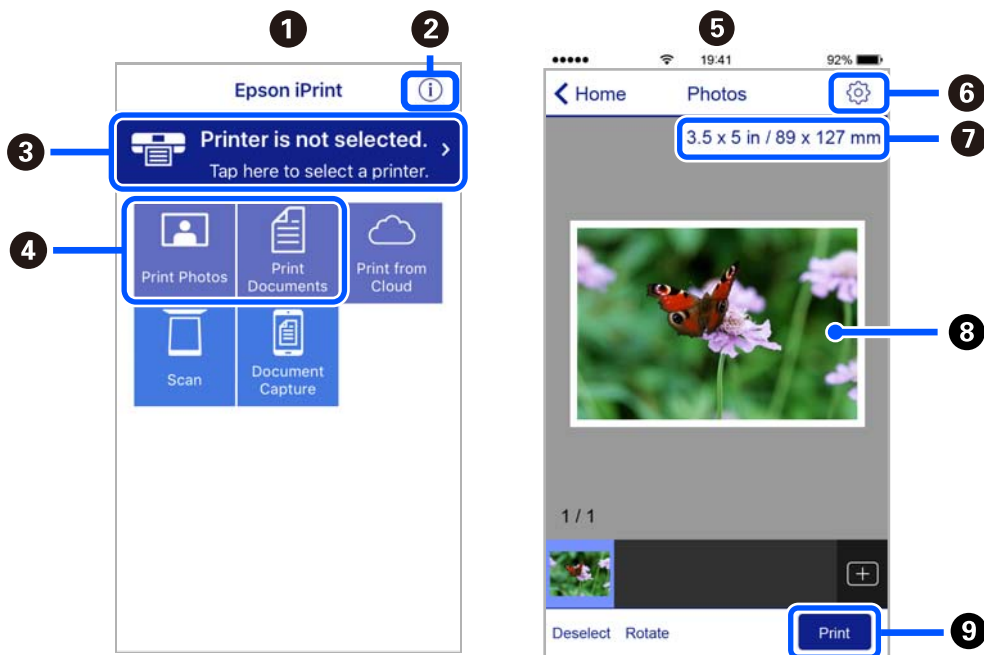 1
2
Epson iPrint
3
Printer is not selected.
Tap here to select a printer.
4
Print Photos
Print
Documents
Print from
Cloud
Scan
Document
Capture
5
19:41
92%
Home
Photos
6
3.5 x 5 in / 89 x 127 mm
7
8
1 / 1
Deselect
Rotate
Print
9